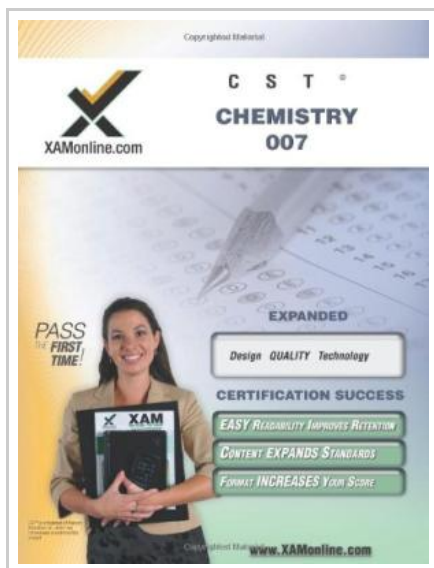 Copyrighted Material
C S T ®
CHEMISTRY
007
XAMonline.com
EXPANDED
PASS
THE FIRST
TIME!
Design QUALITY Technology
CERTIFICATION SUCCESS
XAM
EASY READABILITY IMPROVES RETENTION
CONTENT EXPANDS STANDARDS
FORMAT INCREASES YOUR SCORE
Copyrighted Material
www.XAMonline.com